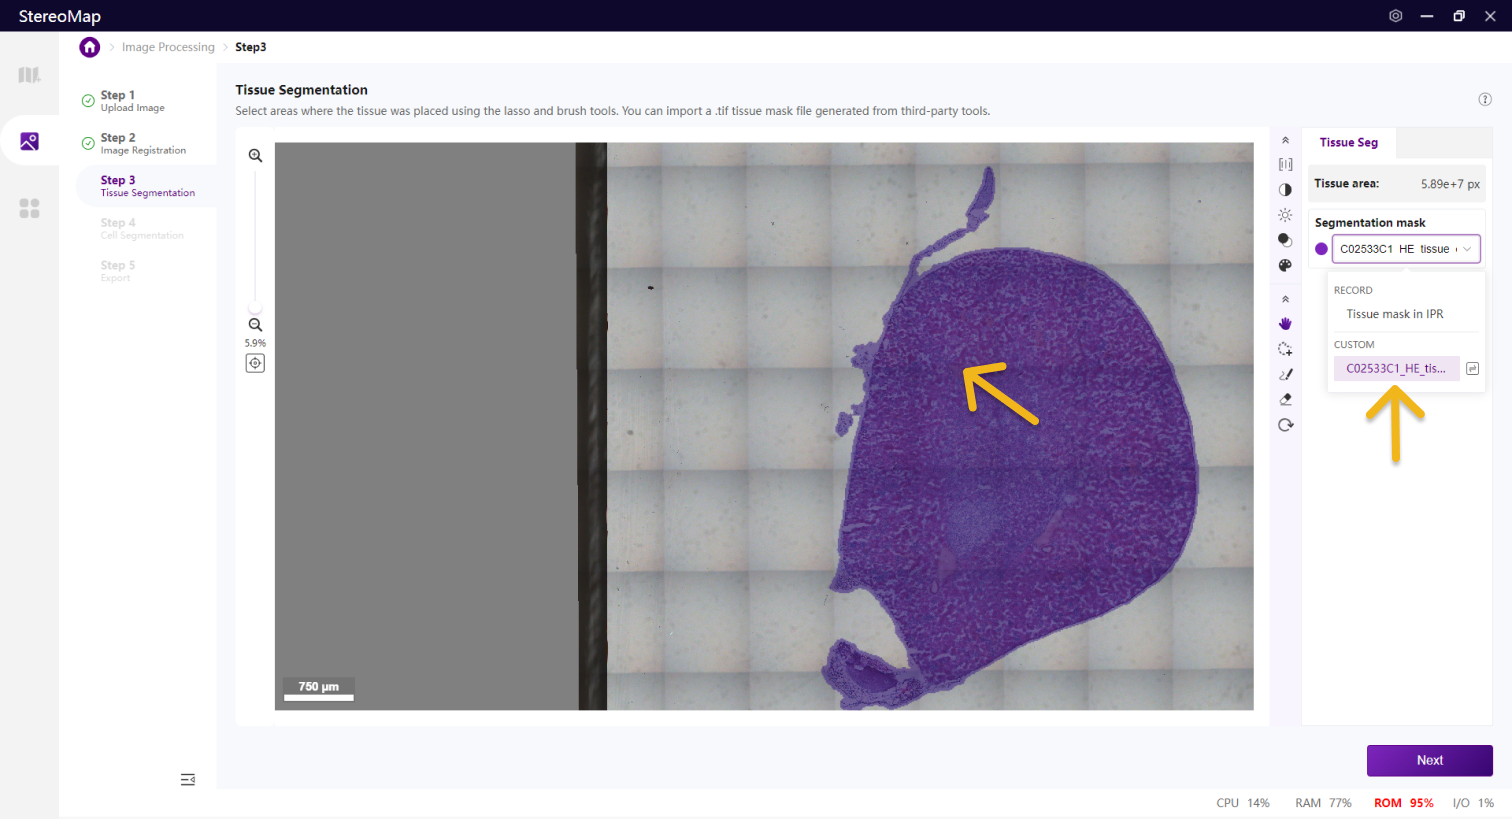 StereoMap
Image Processing
Step3
Step 1
Upload Image
Step 2
Image Registration
Step 3
Tissue Segmentation
Step 4
Cell Segmentation
Step 5
Export
Tissue Segmentation
Select areas where the tissue was placed using the lasso and brush tools. You can import a .tif tissue mask file generated from third-party tools.
5.9%
750 μm
Tissue Seg
Tissue area: 5.89e+7 px
Segmentation mask
C02533C1_HE_tissue
RECORD
Tissue mask in IPR
CUSTOM
C02533C1_HE_tis...
Next
CPU 14% RAM 77% ROM 95% I/O 1%